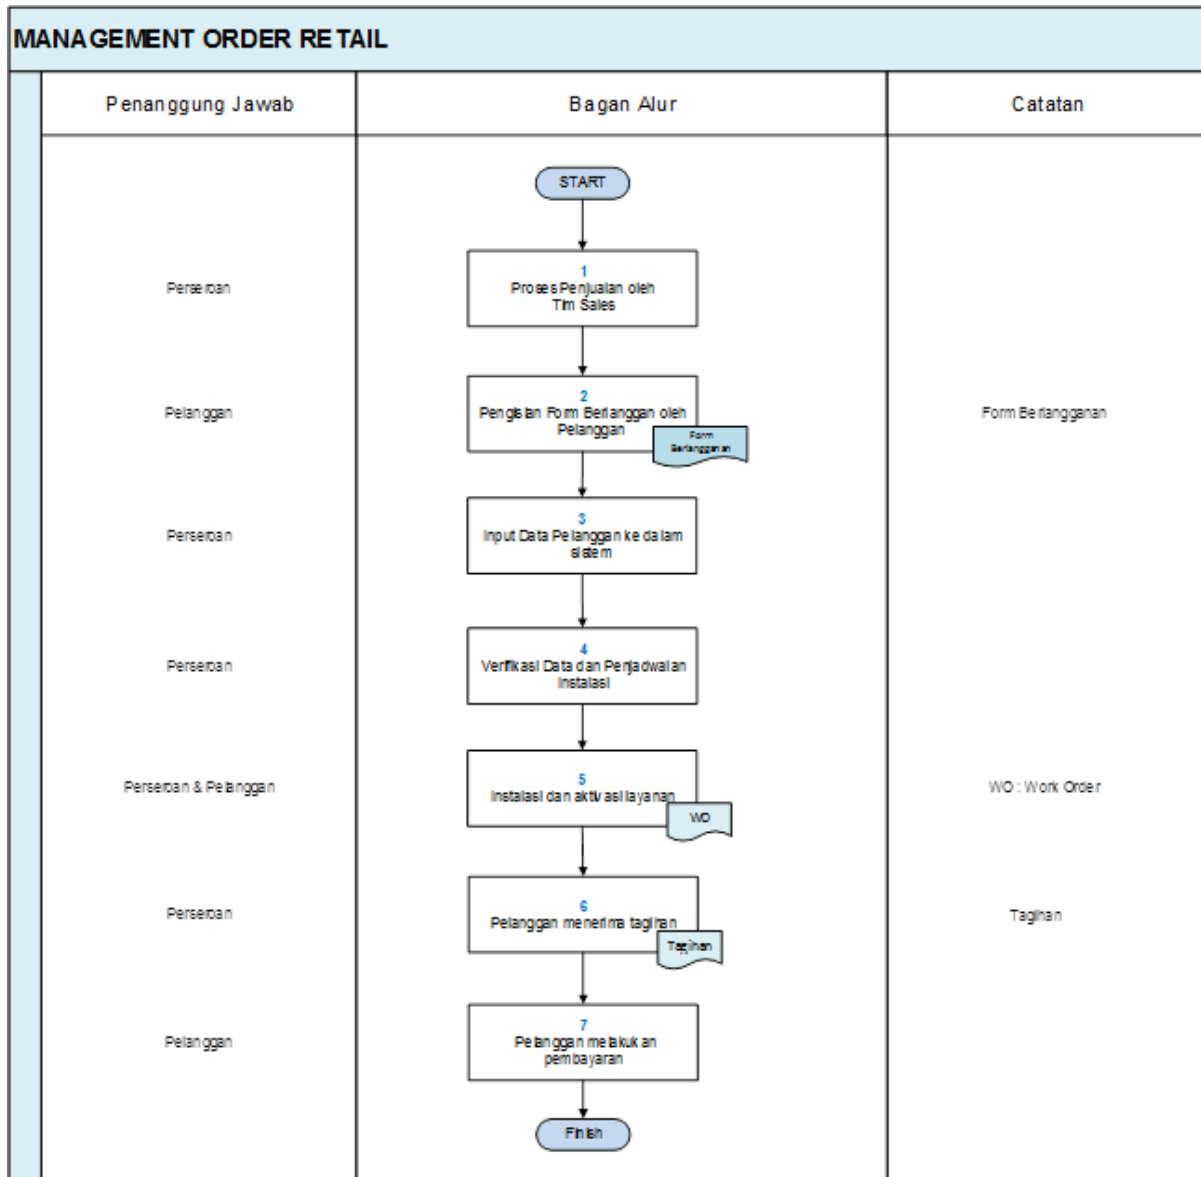 MANAGEMENT ORDER RETAIL
Penanggung Jawab
Bagan Alur
Catatan
START
Perseroan
1
Proses Penjualan oleh
Tim Sales
Pelanggan
2
Pengisian Form Berlanggan oleh
Pelanggan
Form
Berlangganan
Form Berlangganan
Perseroan
3
Input Data Pelanggan ke dalam
sistem
Perseroan
4
Verifikasi Data dan Penjadwalan
Instalasi
Perseroan & Pelanggan
5
Instalasi dan aktivasi layanan
WO
WO : Work Order
Perseroan
6
Pelanggan menerima tagihan
Tagihan
Tagihan
Pelanggan
7
Pelanggan melakukan
pembayaran
Finish